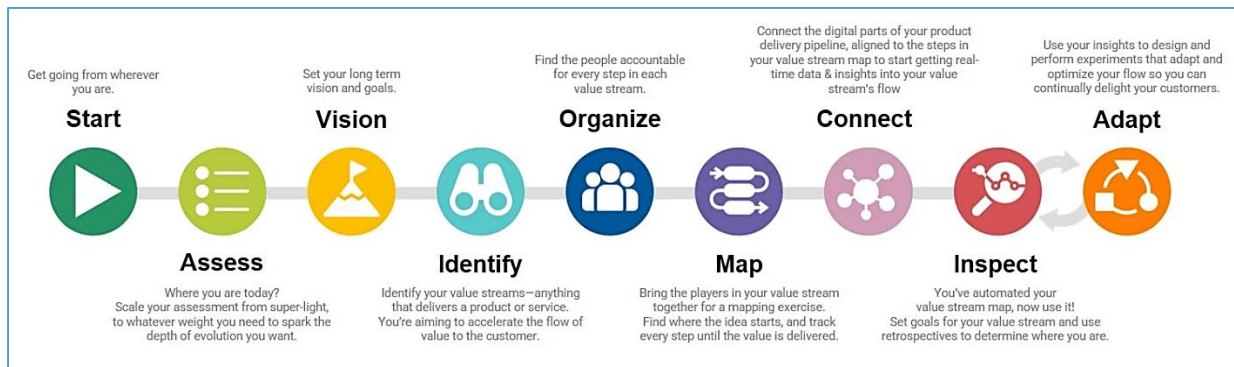 Get going from wherever
you are.
Start
Assess
Where you are today?
Scale your assessment from super-light,
to whatever weight you need to spark the
depth of evolution you want.
Set your long term
vision and goals.
Vision
Identify
Identify your value streams—anything
that delivers a product or service.
You're aiming to accelerate the flow of
value to the customer.
Find the people accountable
for every step in each
value stream.
Organize
Map
Bring the players in your value stream
together for a mapping exercise.
Find where the idea starts, and track
every step until the value is delivered.
Connect the digital parts of your product
delivery pipeline, aligned to the steps in
your value stream map to start getting real-
time data & insights into your value
stream's flow
Connect
Inspect
You've automated your
value stream map, now use it!
Set goals for your value stream and use
retrospectives to determine where you are.
Use your insights to design and
perform experiments that adapt and
optimize your flow so you can
continually delight your customers.
Adapt